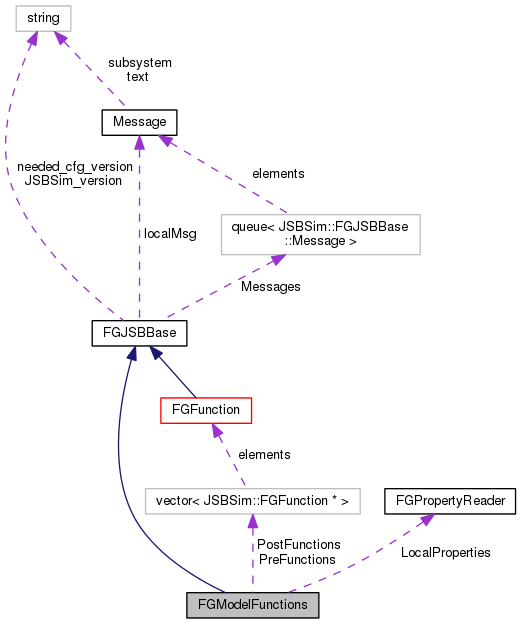 string
subsystem
text
Message
needed_cfg_version
JSBSim_version
elements
localMsg
queue< JSBSim::FGJSBBase
::Message >
Messages
FGJSBBase
FGFunction
elements
vector< JSBSim::FGFunction * >
FGPropertyReader
PostFunctions
PreFunctions
LocalProperties
FGModelFunctions